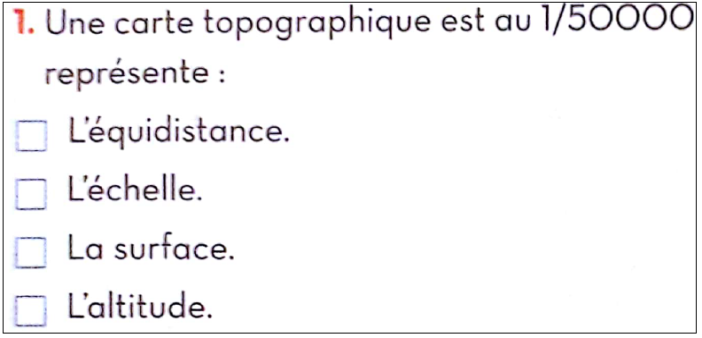 1. Une carte topographique est au 1/50000
représente :
L'équidistance.
L'échelle.
La surface.
L'altitude.